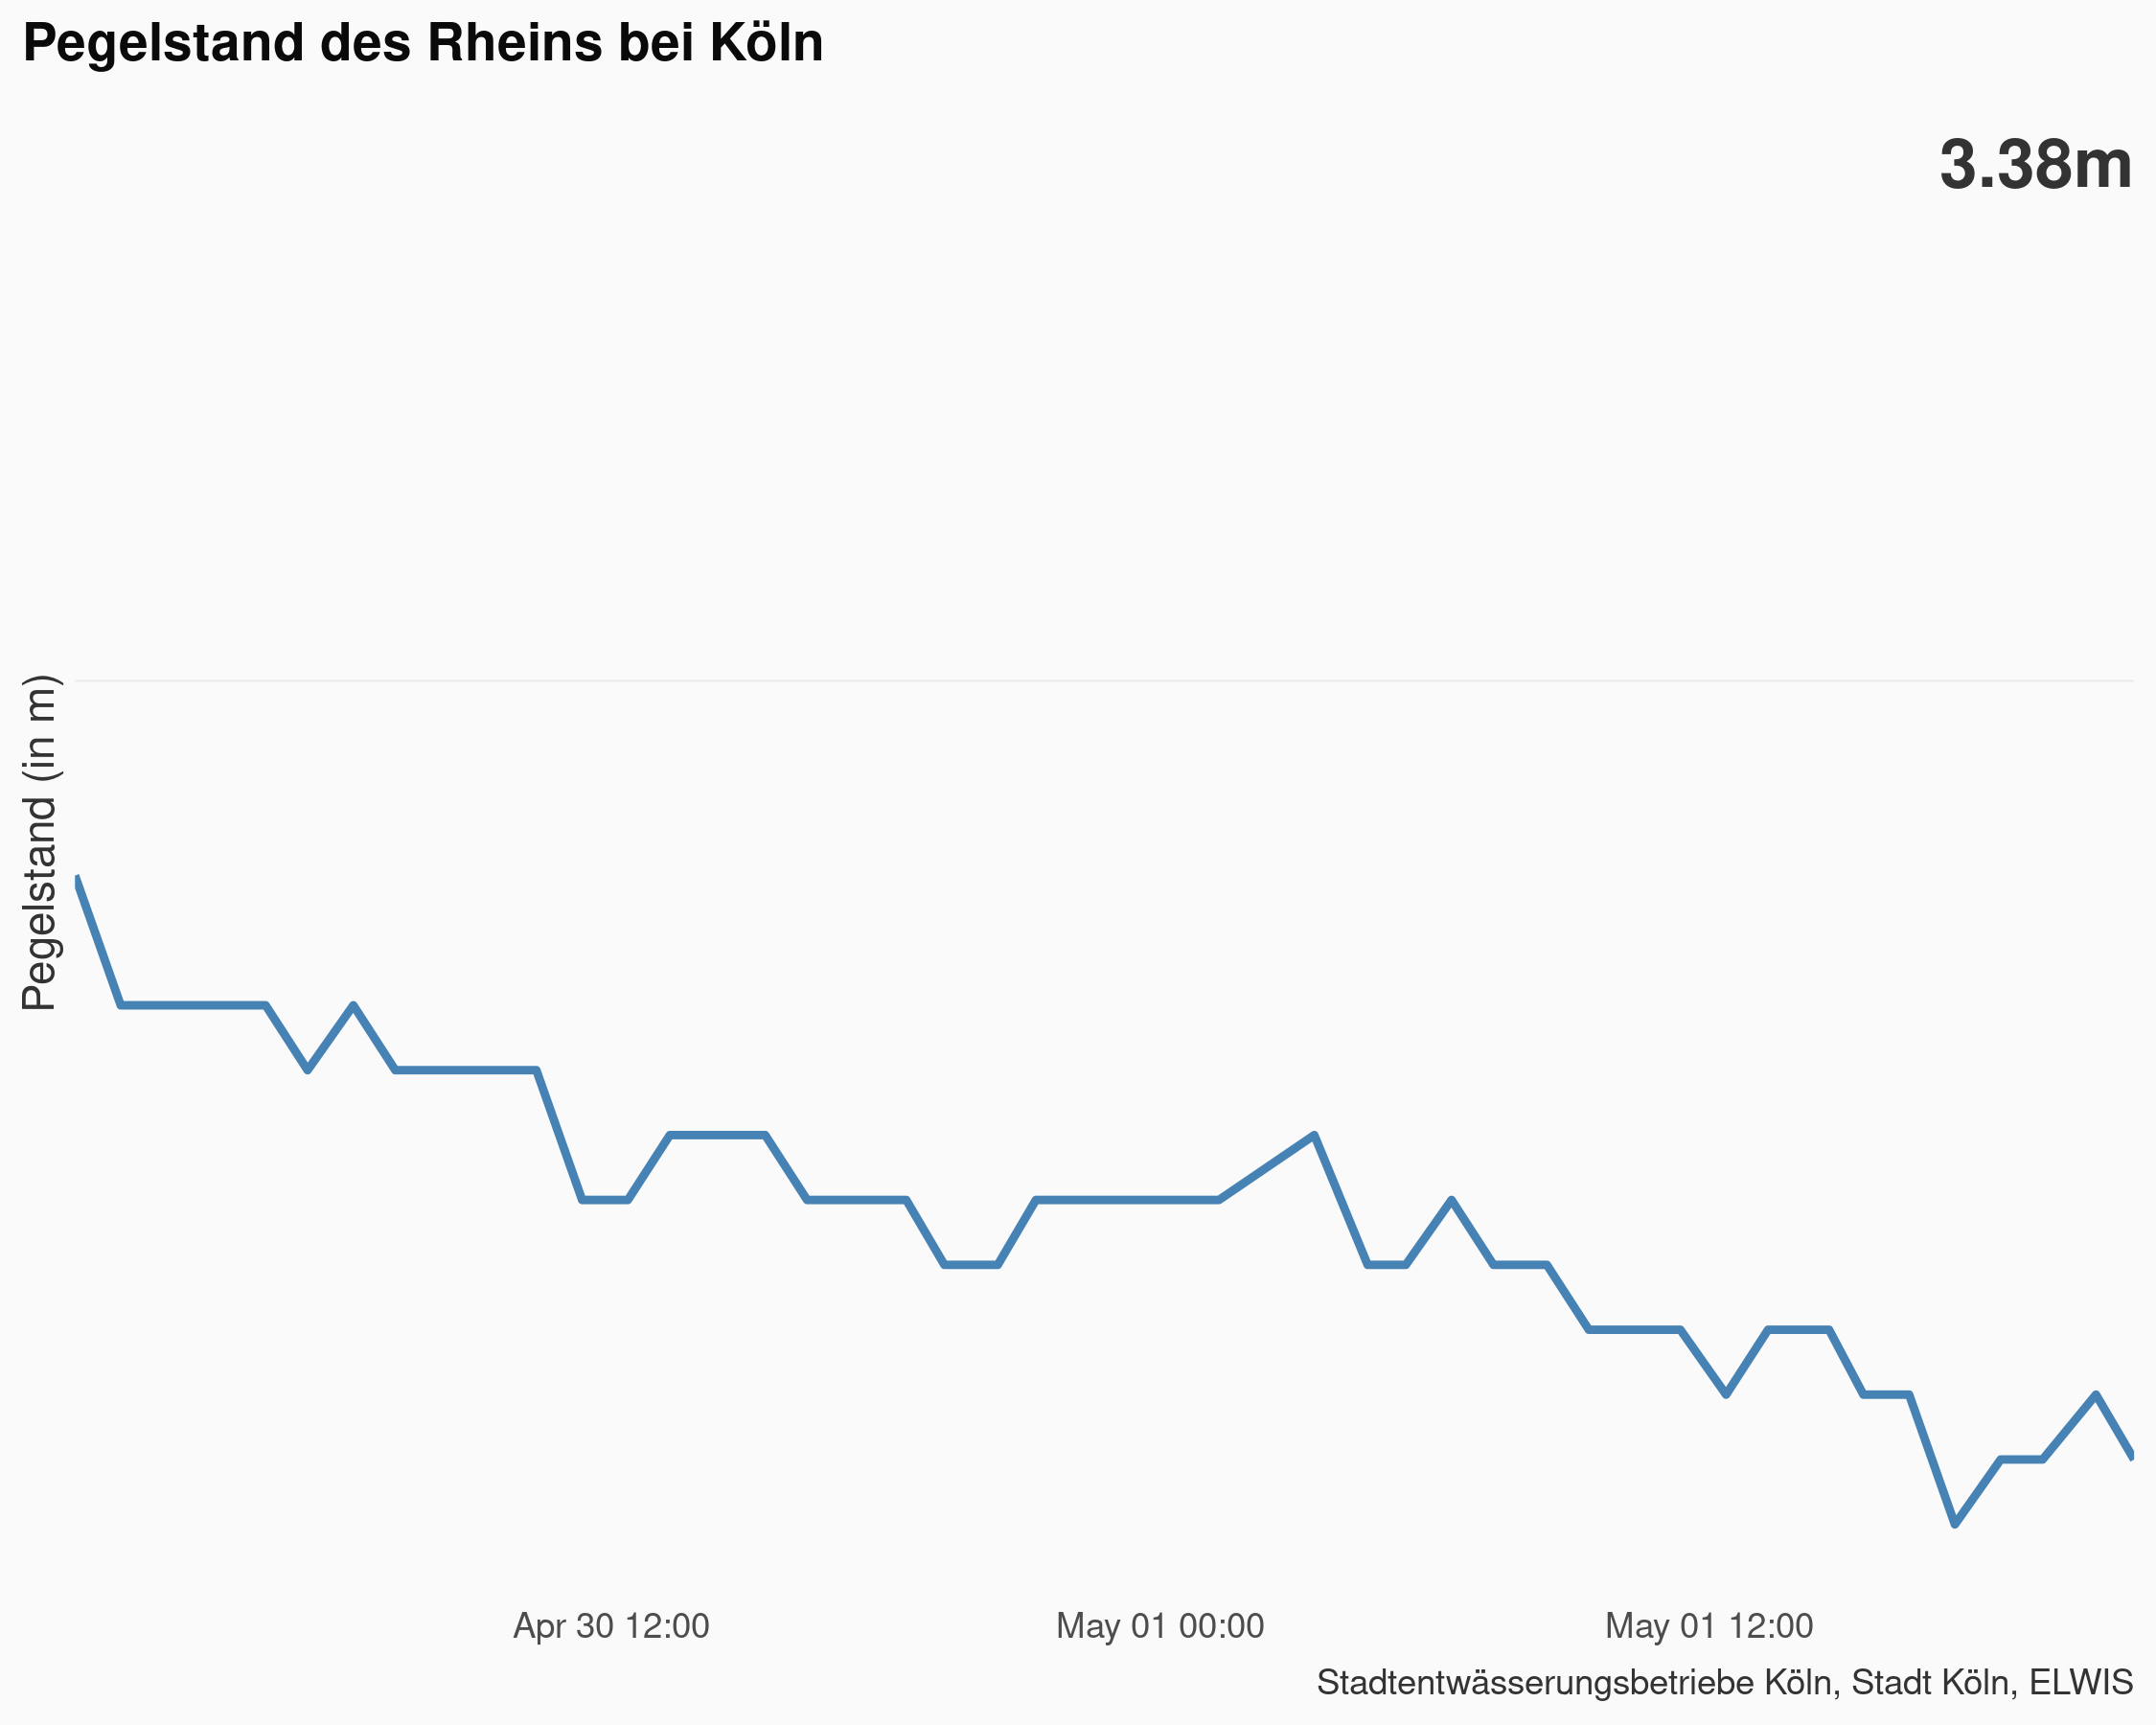 Pegelstand des Rheins bei Köln
3.38m
Pegelstand (in m)
Apr 30 12:00
May 01 00:00
May 01 12:00
Stadtentwässerungsbetriebe Köln, Stadt Köln, ELWIS